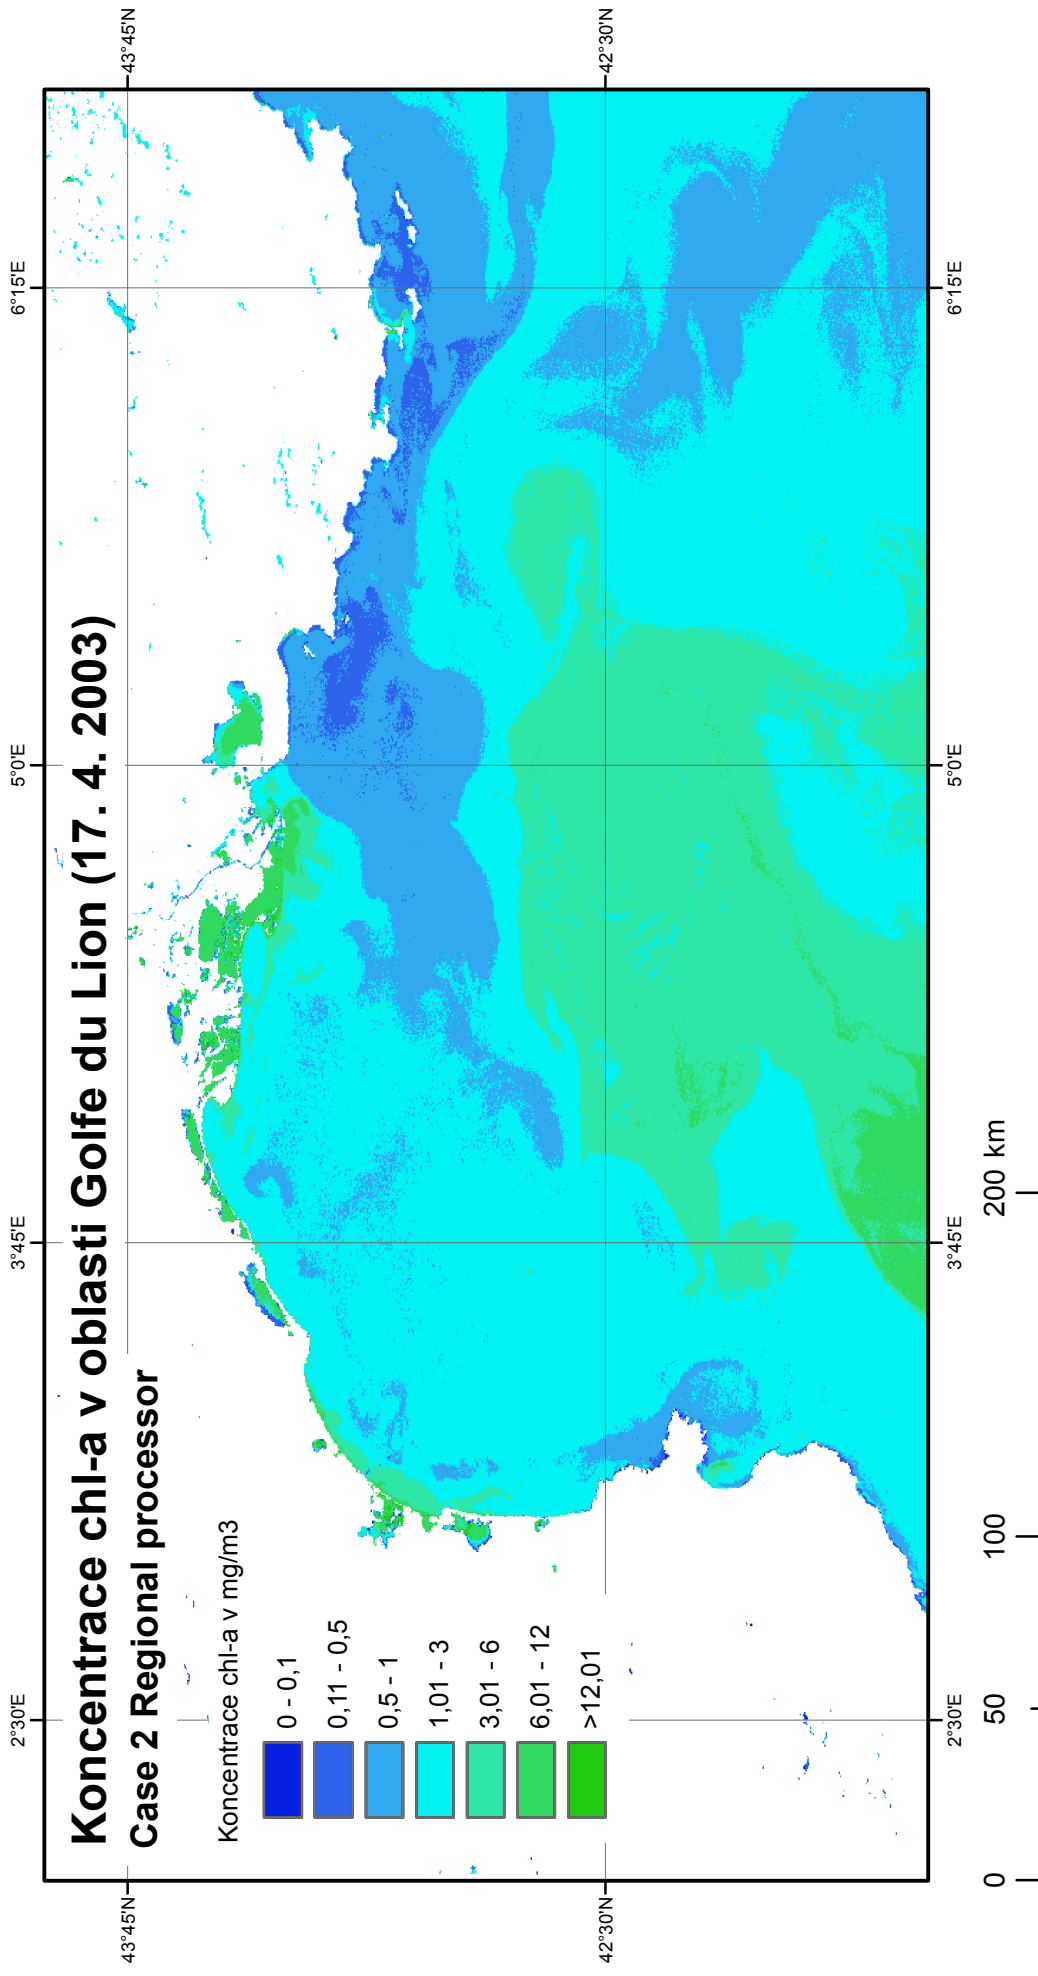 Koncentrace chl-a v oblasti Golfe du Lion (17. 4. 2003)
Case 2 Regional processor
Koncentrace chl-a v mg/m3
0 - 0,1
0,11 - 0,5
0,5 - 1
1,01 - 3
3,01 - 6
6,01 - 12
>12,01
2°30'E
3°45'E
5°0'E
6°15'E
43°45'N
43°45'N
42°30'N
42°30'N
2°30'E
3°45'E
5°0'E
6°15'E
0
50
100
200 km